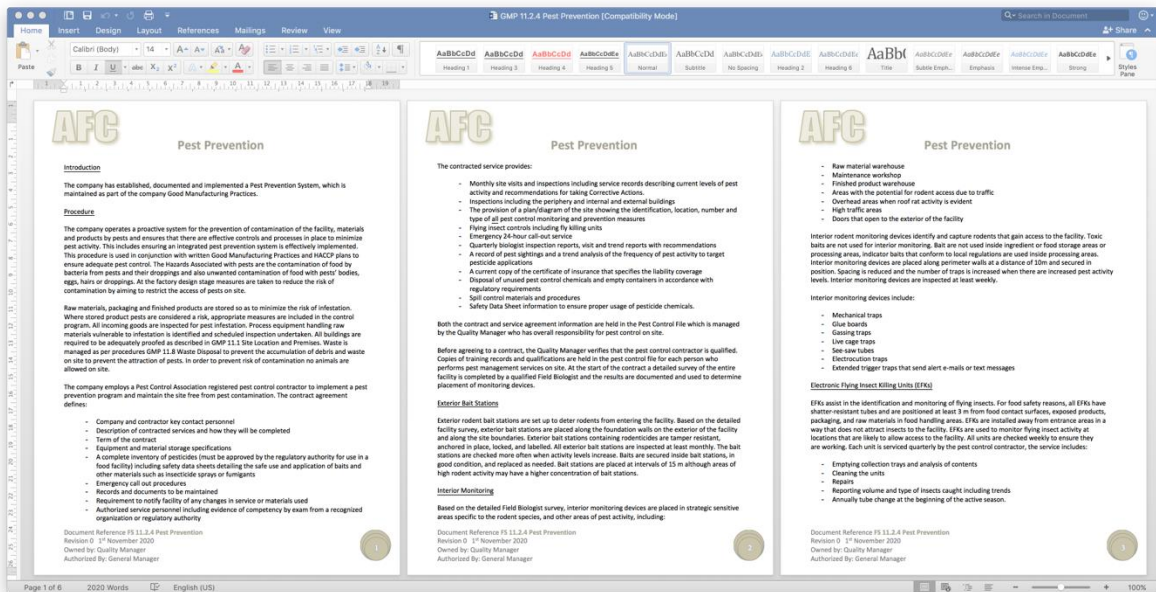 GMP 11.2.4 Pest Prevention [Compatibility Mode]
Search in Document
Home Insert Design Layout References Mailings Review View
Share
Paste
Calibri (Body) 14
AaBbCcDd Heading 1
AaBbCcDd Heading 3
AaBbCcDd Heading 4
AaBbCcDdEe Heading 5
AaBbCcDdEe Normal
AaBbCcDd Subtitle
AaBbCcDdEe No Spacing
AaBbCcDdE Heading 2
AaBbCcDdEe Heading 6
AaBb( Title
AaBbCcDdEe Subtle Emph...
AaBbCcDdEe Emphasis
AaBbCcDdEe Intense Emp...
AaBbCcDdEe Strong
Styles Pane
AFC
Pest Prevention
Introduction
The company has established, documented and implemented a Pest Prevention System, which is
maintained as part of the company Good Manufacturing Practices.
Procedure
The company operates a proactive system for the prevention of contamination of the facility, materials
and products by pests and ensures that there are effective controls and processes in place to minimize
pest activity. This includes ensuring an integrated pest prevention system is effectively implemented.
This procedure is used in conjunction with written Good Manufacturing Practices and HACCP plans to
ensure adequate pest control. The Hazards Associated with pests are the contamination of food by
bacteria from pests and their droppings and also unwanted contamination of food with pests' bodies,
eggs, hairs or droppings. At the factory design stage measures are taken to reduce the risk of
contamination by aiming to restrict the access of pests on site.
Raw materials, packaging and finished products are stored so as to minimize the risk of infestation.
Where stored product pests are considered a risk, appropriate measures are included in the control
program. All incoming goods are inspected for pest infestation. Process equipment handling raw
materials vulnerable to infestation is identified and scheduled inspection undertaken. All buildings
are required to be adequately proofed as described in GMP 11.1 Site Location and Premises. Waste is
managed as per procedures GMP 11.8 Waste Disposal to prevent the accumulation of debris and waste
on site to prevent the attraction of pests. In order to prevent risk of contamination no animals are
allowed on site.
The company employs a Pest Control Association registered pest control contractor to implement a pest
prevention program and maintain the site free from pest contamination. The contract agreement
defines:
- Company and contractor key contact personnel
- Description of contracted services and how they will be completed
- Term of the contract
- Equipment and material storage specifications
- A complete inventory of pesticides (must be approved by the regulatory authority for use in a
food facility) including safety data sheets detailing the safe use and application of baits and
other materials such as insecticide sprays or fumigants
- Emergency call out procedures
- Records and documents to be maintained
- Requirement to notify facility of any changes in service or materials used
- Authorized service personnel including evidence of competency by exam from a recognized
organization or regulatory authority
Document Reference FS 11.2.4 Pest Prevention
Revision 0 1st November 2020
Owned by: Quality Manager
Authorized By: General Manager
1
AFC
Pest Prevention
The contracted service provides:
- Monthly site visits and inspections including service records describing current levels of pest
activity and recommendations for taking Corrective Actions.
- Inspections including the periphery and internal and external buildings
- The provision of a plan/diagram of the site showing the identification, location, number and
type of all pest control monitoring and prevention measures
- Flying insect controls including fly killing units
- Emergency 24-hour call-out service
- Quarterly biologist inspection reports, visit and trend reports with recommendations
- A record of pest sightings and a trend analysis of the frequency of pest activity to target
pesticide applications
- A current copy of the certificate of insurance that specifies the liability coverage
- Disposal of unused pest control chemicals and empty containers in accordance with
regulatory requirements
- Spill control materials and procedures
- Safety Data Sheet information to ensure proper usage of pesticide chemicals.
Both the contract and service agreement information are held in the Pest Control File which is managed
by the Quality Manager who has overall responsibility for pest control on site.
Before agreeing to a contract, the Quality Manager verifies that the pest control contractor is qualified.
Copies of training records and qualifications are held in the pest control file for each person who
performs pest management services on site. At the start of the contract a detailed survey of the entire
facility is completed by a qualified Field Biologist and the results are documented and used to determine
placement of monitoring devices.
Exterior Bait Stations
Exterior rodent bait stations are set up to deter rodents from entering the facility. Based on the detailed
facility survey, exterior bait stations are placed along the foundation walls on the exterior of the facility
and along the site boundaries. Exterior bait stations containing rodenticides are tamper resistant,
anchored in place, locked, and labelled. All exterior bait stations are inspected at least monthly. The bait
stations are checked more often when activity levels increase. Baits are secured inside bait stations, in
good condition, and replaced as needed. Bait stations are placed at intervals of 15 m although areas of
high rodent activity may have a higher concentration of bait stations.
Interior Monitoring
Based on the detailed Field Biologist survey, interior monitoring devices are placed in strategic sensitive
areas specific to the rodent species, and other areas of pest activity, including:
Document Reference FS 11.2.4 Pest Prevention
Revision 0 1st November 2020
Owned by: Quality Manager
Authorized By: General Manager
2
AFC
Pest Prevention
- Raw material warehouse
- Maintenance workshop
- Finished product warehouse
- Areas with the potential for rodent access due to traffic
- Overhead areas when roof rat activity is evident
- High traffic areas
- Doors that open to the exterior of the facility
Interior rodent monitoring devices identify and capture rodents that gain access to the facility. Toxic
baits are not used for interior monitoring. Bait are not used inside ingredient or food storage areas or
processing areas, indicator baits that conform to local regulations are used inside processing areas.
Interior monitoring devices are placed along perimeter walls at a distance of 10m and secured in
position. Spacing is reduced and the number of traps is increased when there are increased pest activity
levels. Interior monitoring devices are inspected at least weekly.
Interior monitoring devices include:
- Mechanical traps
- Glue boards
- Gassing traps
- Live cage traps
- See-saw tubes
- Electrocution traps
- Extended trigger traps that send alert e-mails or text messages
Electronic Flying Insect Killing Units (EFKs)
EFKs assist in the identification and monitoring of flying insects. For food safety reasons, all EFKs have
shatter-resistant tubes and are positioned at least 3 m from food contact surfaces, exposed products,
packaging, and raw materials in food handling areas. EFKs are installed away from entrance areas in a
way that does not attract insects to the facility. EFKs are used to monitor flying insect activity at
locations that are likely to allow access to the facility. All units are checked weekly to ensure they
are working. Each unit is serviced quarterly by the pest control contractor, the service includes:
- Emptying collection trays and analysis of contents
- Cleaning the units
- Repairs
- Reporting volume and type of insects caught including trends
- Annually tube change at the beginning of the active season.
Document Reference FS 11.2.4 Pest Prevention
Revision 0 1st November 2020
Owned by: Quality Manager
Authorized By: General Manager
3
Page 1 of 6 2020 Words English (US) 100%